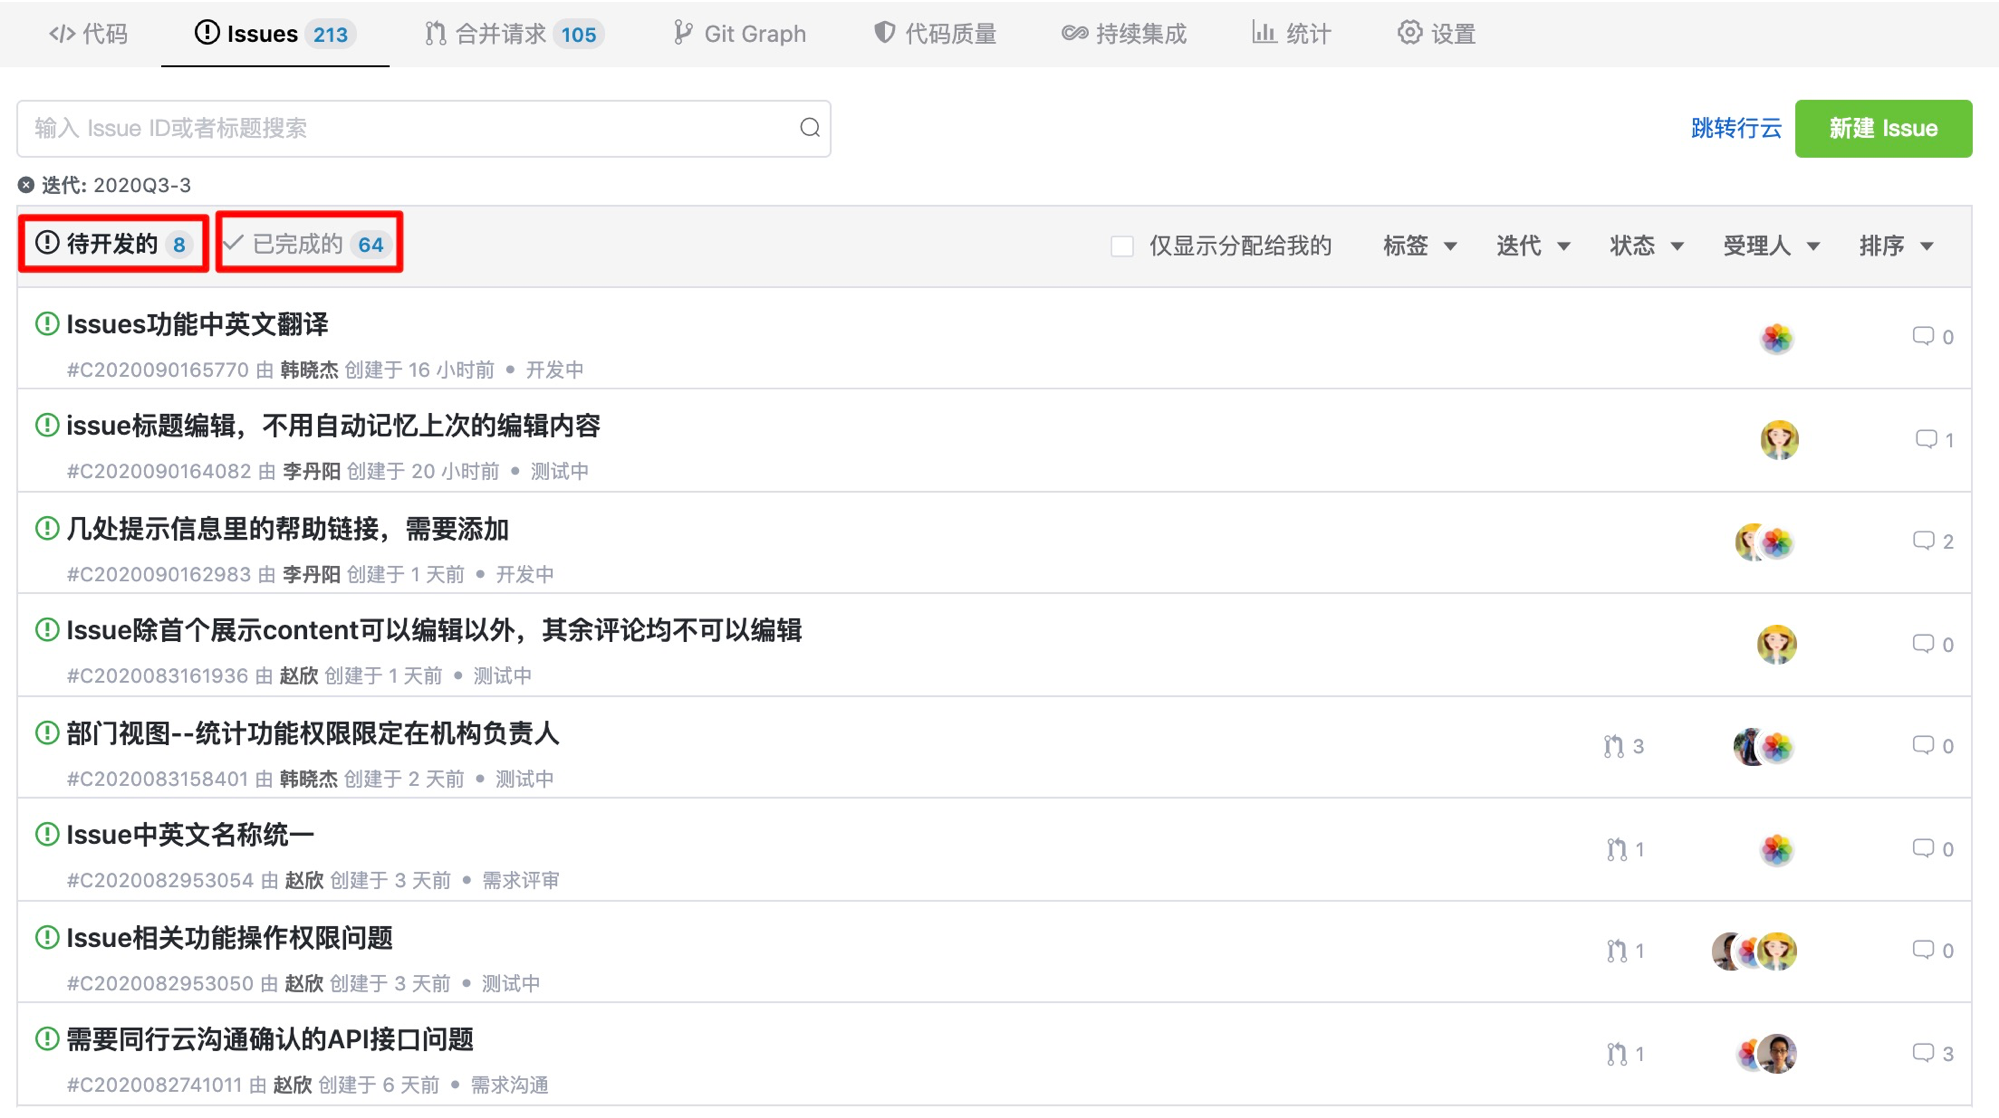 代码 Issues 213 合并请求 105 Git Graph 代码质量 持续集成 统计 设置
输入 Issue ID或者标题搜索
跳转行云 新建 Issue
迭代: 2020Q3-3
待开发的 8 已完成的 64 仅显示分配给我的 标签 迭代 状态 受理人 排序
Issues功能中英文翻译
0
#C2020090165770 由 韩晓杰 创建于 16 小时前 • 开发中
issue标题编辑，不用自动记忆上次的编辑内容
1
#C2020090164082 由 李丹阳 创建于 20 小时前 • 测试中
几处提示信息里的帮助链接，需要添加
2
#C2020090162983 由 李丹阳 创建于 1 天前 • 开发中
Issue除首个展示content可以编辑以外，其余评论均不可以编辑
0
#C2020083161936 由 赵欣 创建于 1 天前 • 测试中
部门视图--统计功能权限限定在机构负责人
3 0
#C2020083158401 由 韩晓杰 创建于 2 天前 • 测试中
Issue中英文名称统一
1 0
#C2020082953054 由 赵欣 创建于 3 天前 • 需求评审
Issue相关功能操作权限问题
1 0
#C2020082953050 由 赵欣 创建于 3 天前 • 测试中
需要同行云沟通确认的API接口问题
1 3
#C2020082741011 由 赵欣 创建于 6 天前 • 需求沟通